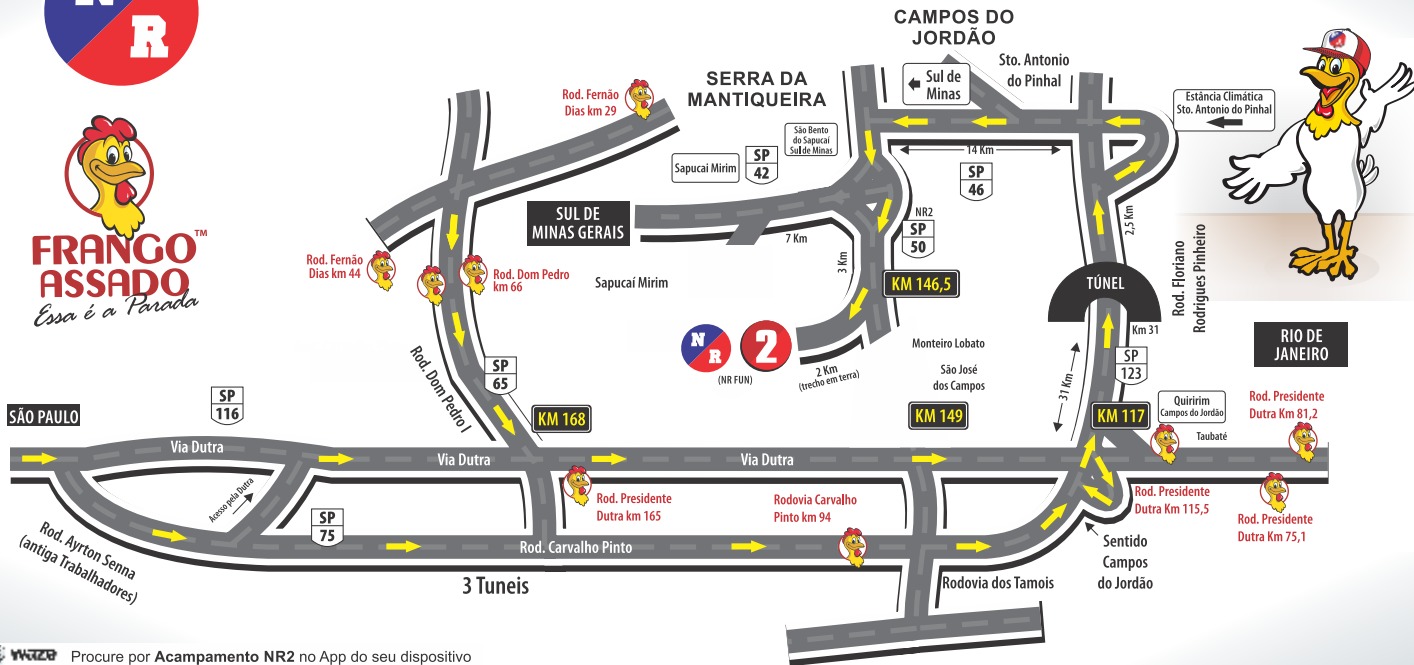 N
R
FRANGO
ASSADO™
Essa é a Parada
CAMPOS DO
JORDÃO
SERRA DA
MANTIQUEIRA
Sul de
Minas
Sto. Antonio
do Pinhal
Estância Climática
Sto. Antonio do Pinhal
Rod. Fernão
Dias km 29
São Bento
do Sapucaí
Sul de Minas
Sapucai Mirim
SP
42
14 Km
SP
46
SUL DE
MINAS GERAIS
7 Km
NR2
SP
50
3 Km
2,5 Km
Rod. Floriano
Rodrigues Pinheiro
Rod. Fernão
Dias km 44
Rod. Dom Pedro
km 66
Sapucaí Mirim
KM 146,5
TÚNEL
Km 31
RIO DE
JANEIRO
N
R
2
(NR FUN)
2 Km
(trecho em terra)
Monteiro Lobato
São José
dos Campos
SP
123
31 Km
Rod. Dom Pedro I
SP
65
SP
116
SÃO PAULO
KM 168
KM 149
KM 117
Quiririm
Campos do Jordão
Taubaté
Rod. Presidente
Dutra Km 81,2
Via Dutra
Via Dutra
Via Dutra
Acesso pela Dutra
Rod. Presidente
Dutra km 165
Rodovia Carvalho
Pinto km 94
Rod. Presidente
Dutra Km 115,5
Rod. Presidente
Dutra Km 75,1
SP
75
Rod. Ayrton Senna
(antiga Trabalhadores)
Rod. Carvalho Pinto
3 Tuneis
Rodovia dos Tamois
Sentido
Campos
do Jordão
Procure por Acampamento NR2 no App do seu dispositivo